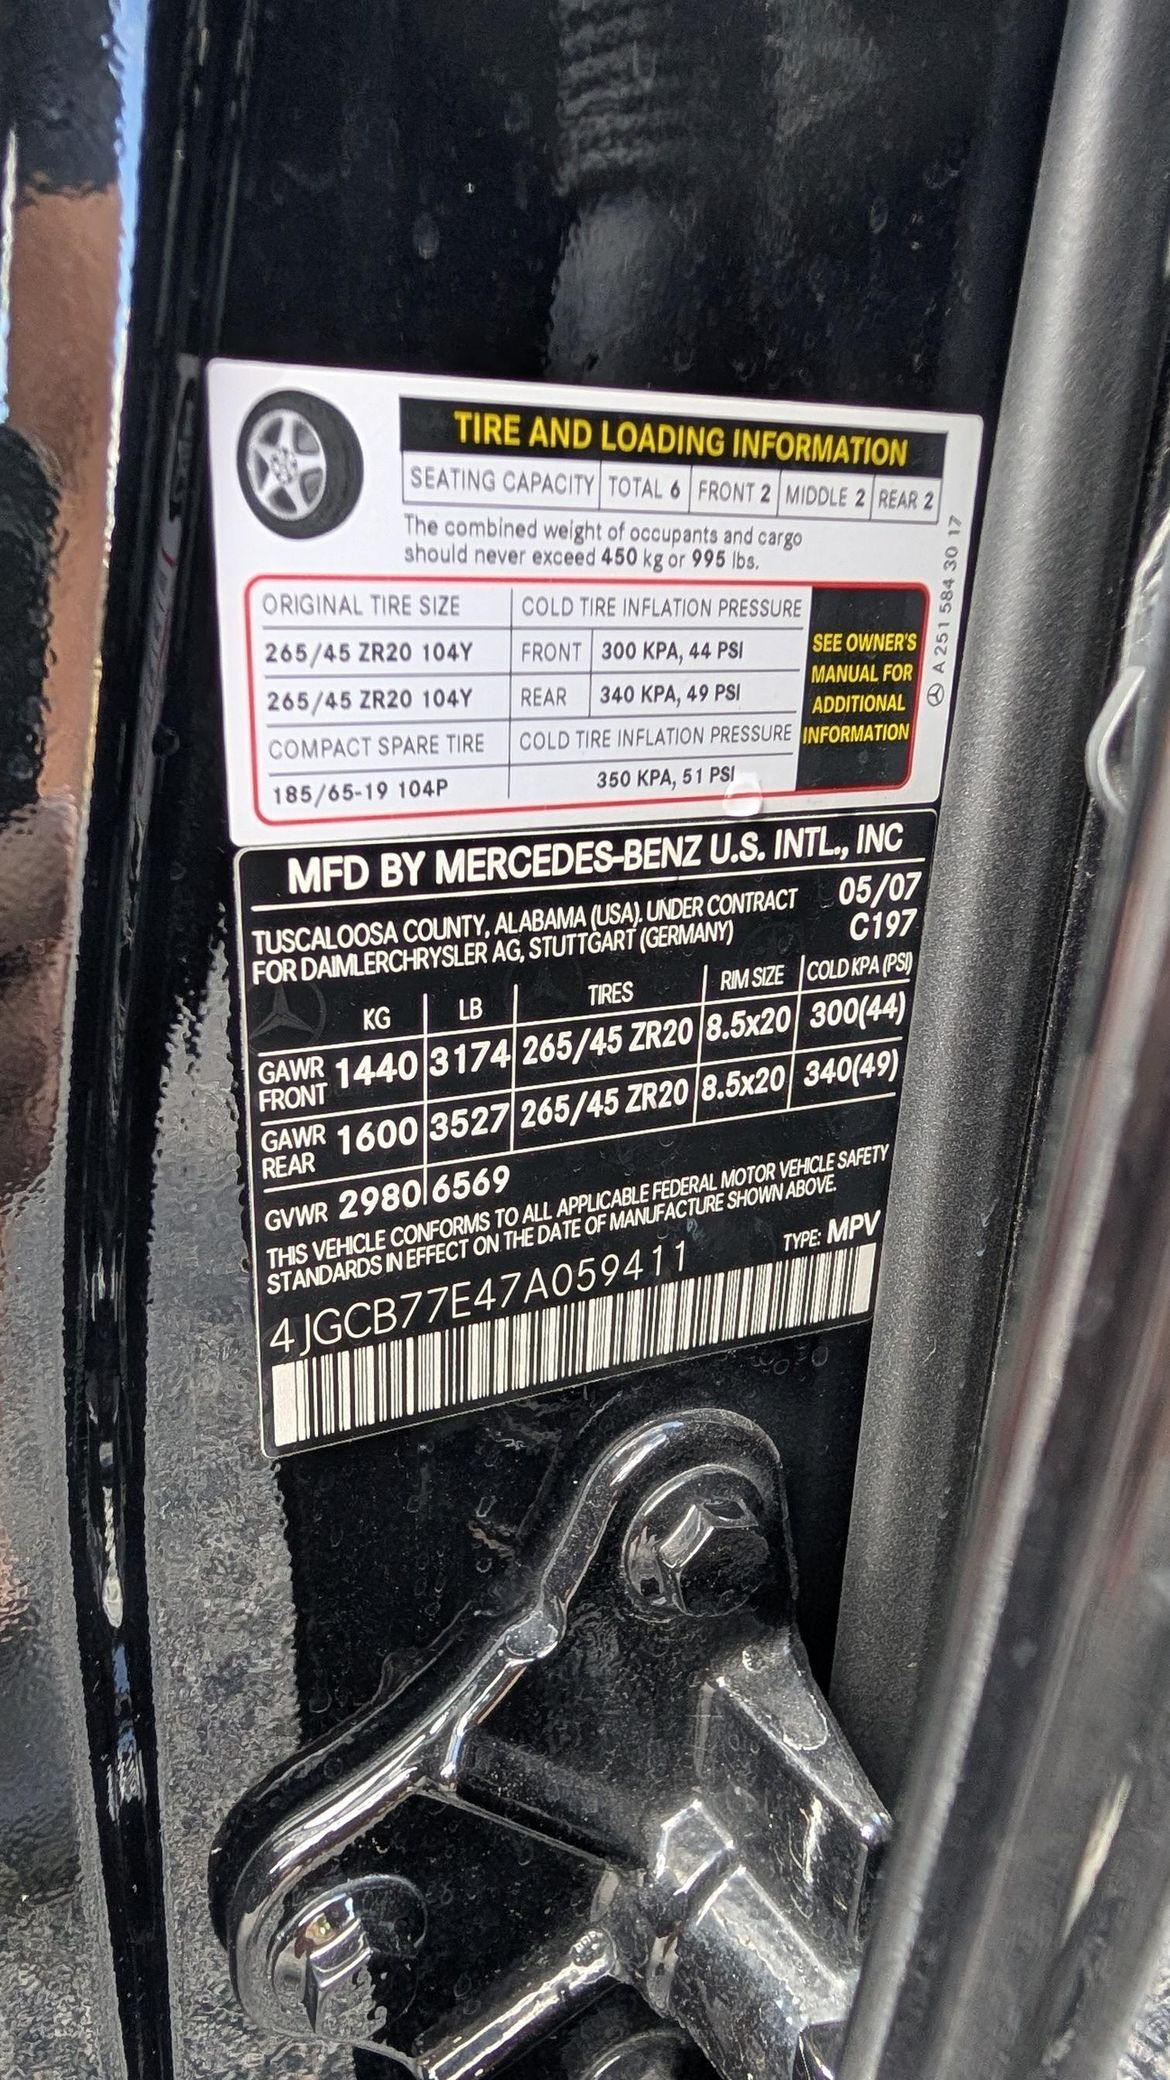 TIRE AND LOADING INFORMATION
SEATING CAPACITY TOTAL 6 FRONT 2 MIDDLE 2 REAR 2
The combined weight of occupants and cargo
should never exceed 450 kg or 995 lbs.
ORIGINAL TIRE SIZE COLD TIRE INFLATION PRESSURE
265/45 ZR20 104Y FRONT 300 KPA, 44 PSI
265/45 ZR20 104Y REAR 340 KPA, 49 PSI
COMPACT SPARE TIRE COLD TIRE INFLATION PRESSURE
185/65-19 104P 350 KPA, 51 PSI
SEE OWNER'S
MANUAL FOR
ADDITIONAL
INFORMATION
A 251 584 30 17
MFD BY MERCEDES-BENZ U.S. INTL., INC
TUSCALOOSA COUNTY, ALABAMA (USA). UNDER CONTRACT 05/07
FOR DAIMLERCHRYSLER AG, STUTTGART (GERMANY) C197
KG LB TIRES RIM SIZE COLD KPA (PSI)
GAWR FRONT 1440 3174 265/45 ZR20 8.5x20 300(44)
GAWR REAR 1600 3527 265/45 ZR20 8.5x20 340(49)
GVWR 2980 6569
THIS VEHICLE CONFORMS TO ALL APPLICABLE FEDERAL MOTOR VEHICLE SAFETY
STANDARDS IN EFFECT ON THE DATE OF MANUFACTURE SHOWN ABOVE.
4JGCB77E47A059411 TYPE: MPV